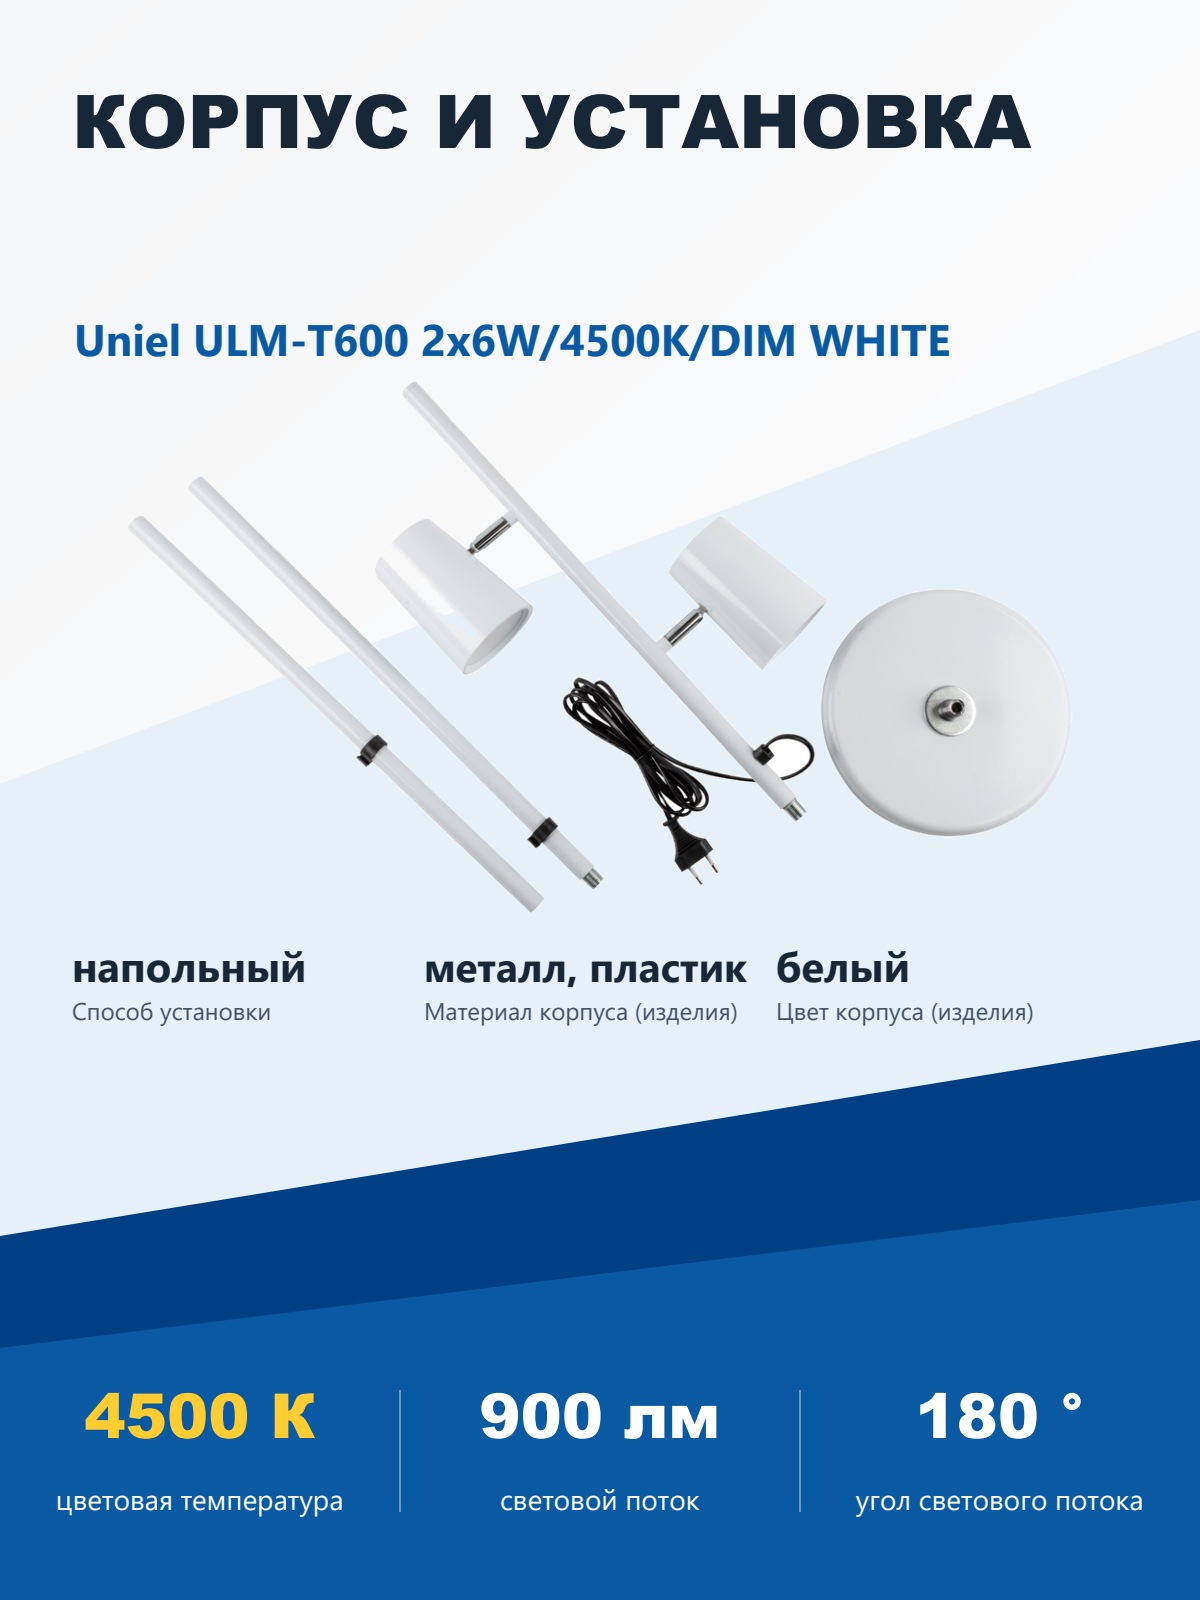 КОРПУС И УСТАНОВКА
Uniel ULM-T600 2x6W/4500K/DIM WHITE
напольный
Способ установки
металл, пластик
Материал корпуса (изделия)
белый
Цвет корпуса (изделия)
4500 К
цветовая температура
900 лм
световой поток
180 °
угол светового потока